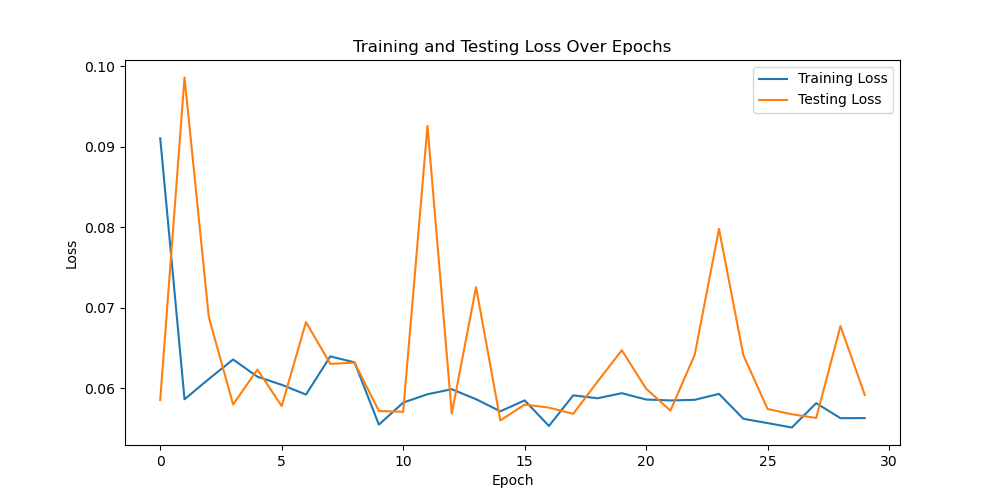 Training and Testing Loss Over Epochs
Training Loss
Testing Loss
0.10
0.09
0.08
0.07
0.06
Loss
0 5 10 15 20 25 30
Epoch